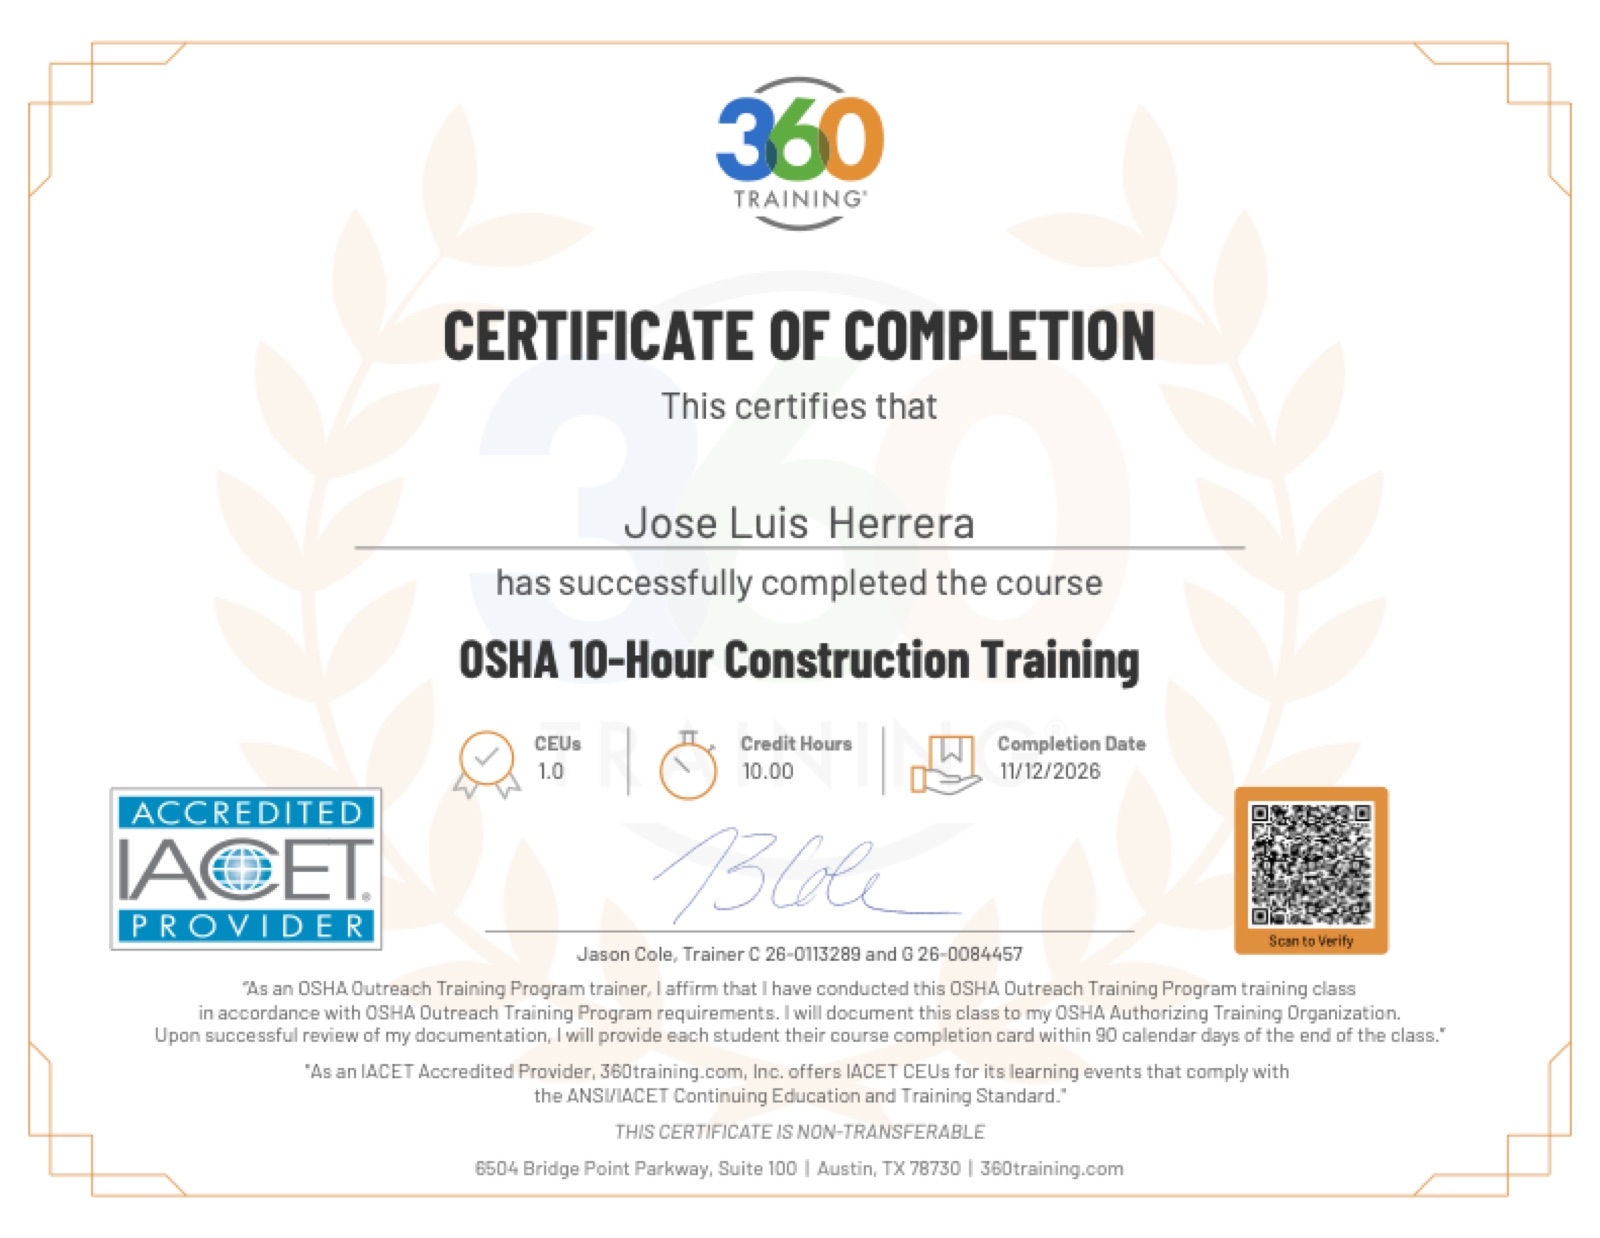 360
TRAINING®
CERTIFICATE OF COMPLETION
This certifies that
Jose Luis Herrera
has successfully completed the course
OSHA 10-Hour Construction Training
CEUs
1.0
Credit Hours
10.00
Completion Date
11/12/2026
ACCREDITED
IACET®
PROVIDER
B Cole
Scan to Verify
Jason Cole, Trainer C 26-0113289 and G 26-0084457
"As an OSHA Outreach Training Program trainer, I affirm that I have conducted this OSHA Outreach Training Program training class
in accordance with OSHA Outreach Training Program requirements. I will document this class to my OSHA Authorizing Training Organization.
Upon successful review of my documentation, I will provide each student their course completion card within 90 calendar days of the end of the class."
"As an IACET Accredited Provider, 360training.com, Inc. offers IACET CEUs for its learning events that comply with
the ANSI/IACET Continuing Education and Training Standard."
THIS CERTIFICATE IS NON-TRANSFERABLE
6504 Bridge Point Parkway, Suite 100 | Austin, TX 78730 | 360training.com
360
TRAINING®